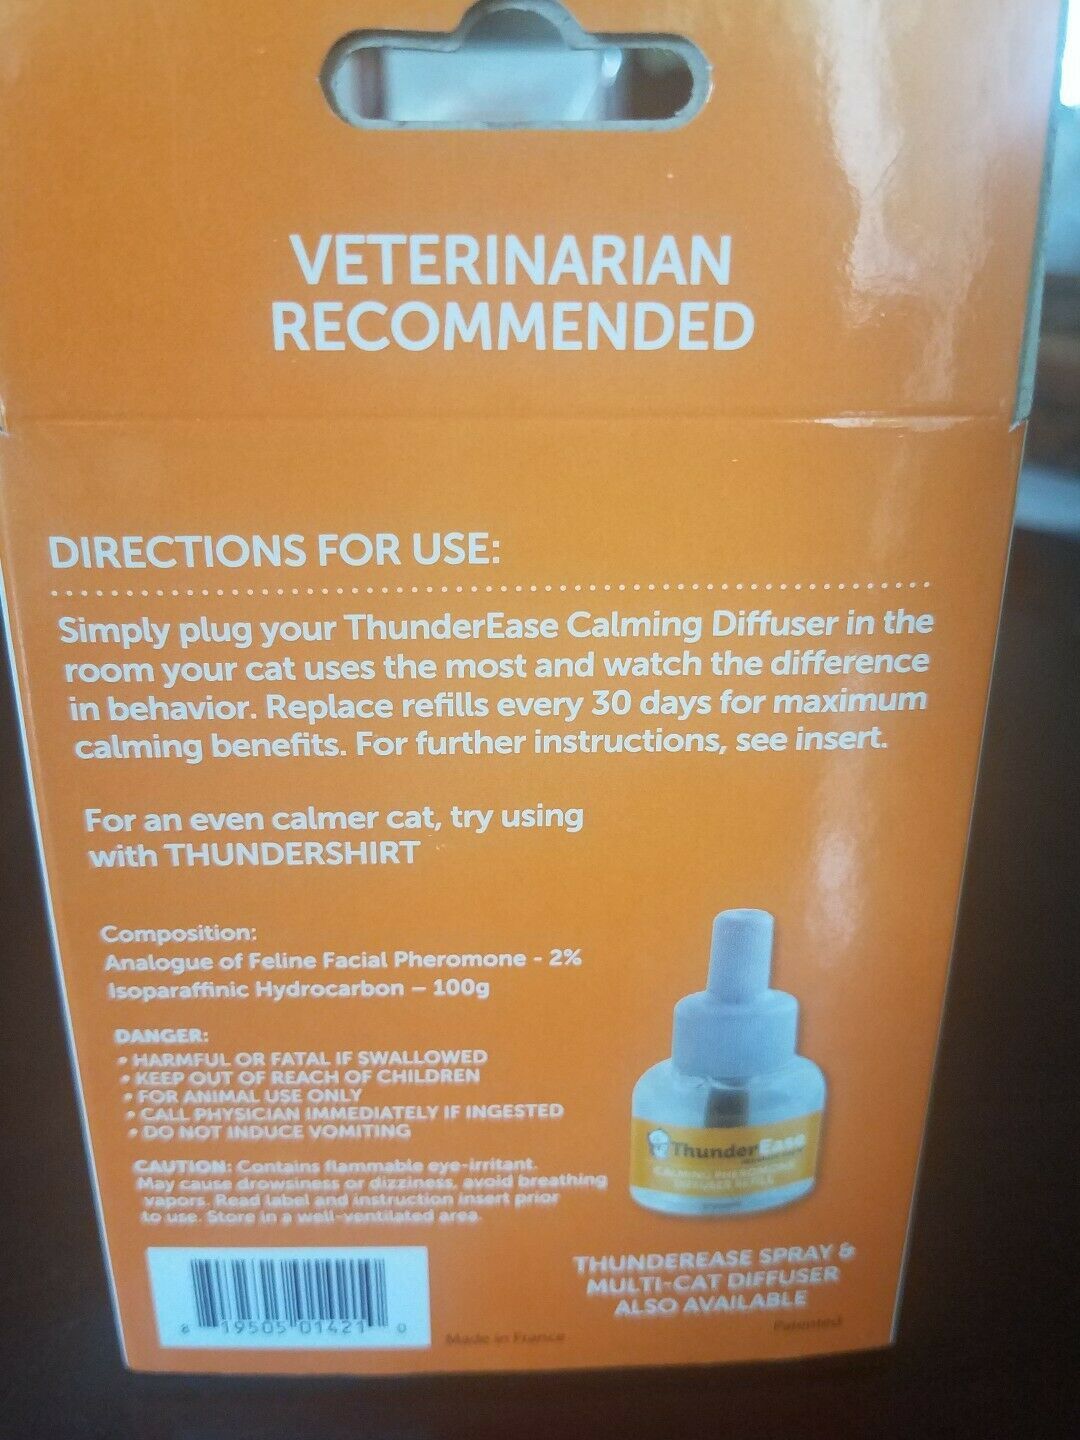 VETERINARIAN
RECOMMENDED
DIRECTIONS FOR USE:
Simply plug your ThunderEase Calming Diffuser in the
room your cat uses the most and watch the difference
in behavior. Replace refills every 30 days for maximum
calming benefits. For further instructions, see insert.
For an even calmer cat, try using
with THUNDERSHIRT
Composition:
Analogue of Feline Facial Pheromone - 2%
Isoparaffinic Hydrocarbon – 100g
DANGER:
• HARMFUL OR FATAL IF SWALLOWED
• KEEP OUT OF REACH OF CHILDREN
• FOR ANIMAL USE ONLY
• CALL PHYSICIAN IMMEDIATELY IF INGESTED
• DO NOT INDUCE VOMITING
CAUTION: Contains flammable eye-irritant.
May cause drowsiness or dizziness, avoid breathing
vapors. Read label and instruction insert prior
to use. Store in a well-ventilated area.
ThunderEase
CALMING PHEROMONE
DIFFUSER REFILL
THUNDEREASE SPRAY &
MULTI-CAT DIFFUSER
ALSO AVAILABLE
Patented
8 19505 01421 0
Made in France